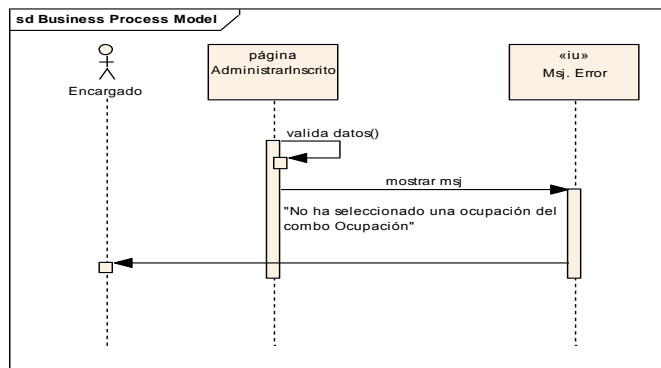 sd Business Process Model
Encargado
página
AdministrarInscrito
«iu»
Msj. Error
valida datos()
mostrar msj
"No ha seleccionado una ocupación del
combo Ocupación"